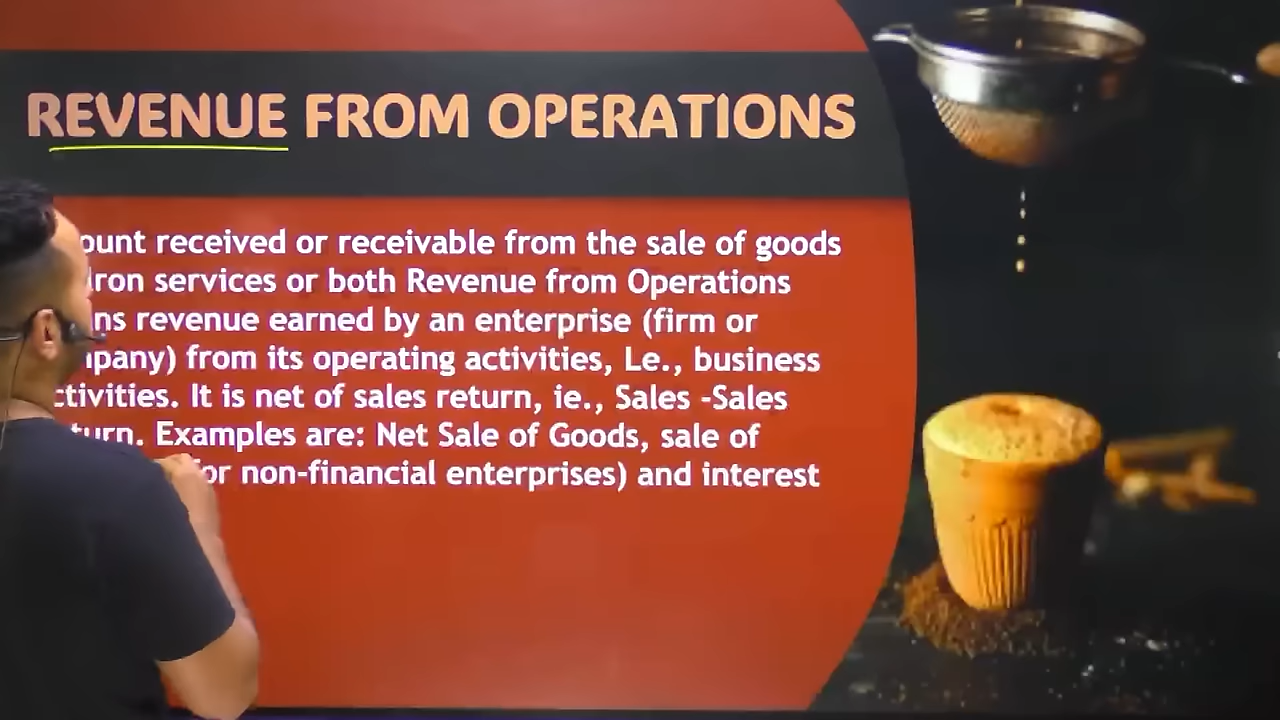 REVENUE FROM OPERATIONS
ount received or receivable from the sale of goods
dron services or both Revenue from Operations
ns revenue earned by an enterprise (firm or
mpany) from its operating activities, Le., business
ctivities. It is net of sales return, ie., Sales -Sales
turn. Examples are: Net Sale of Goods, sale of
or non-financial enterprises) and interest